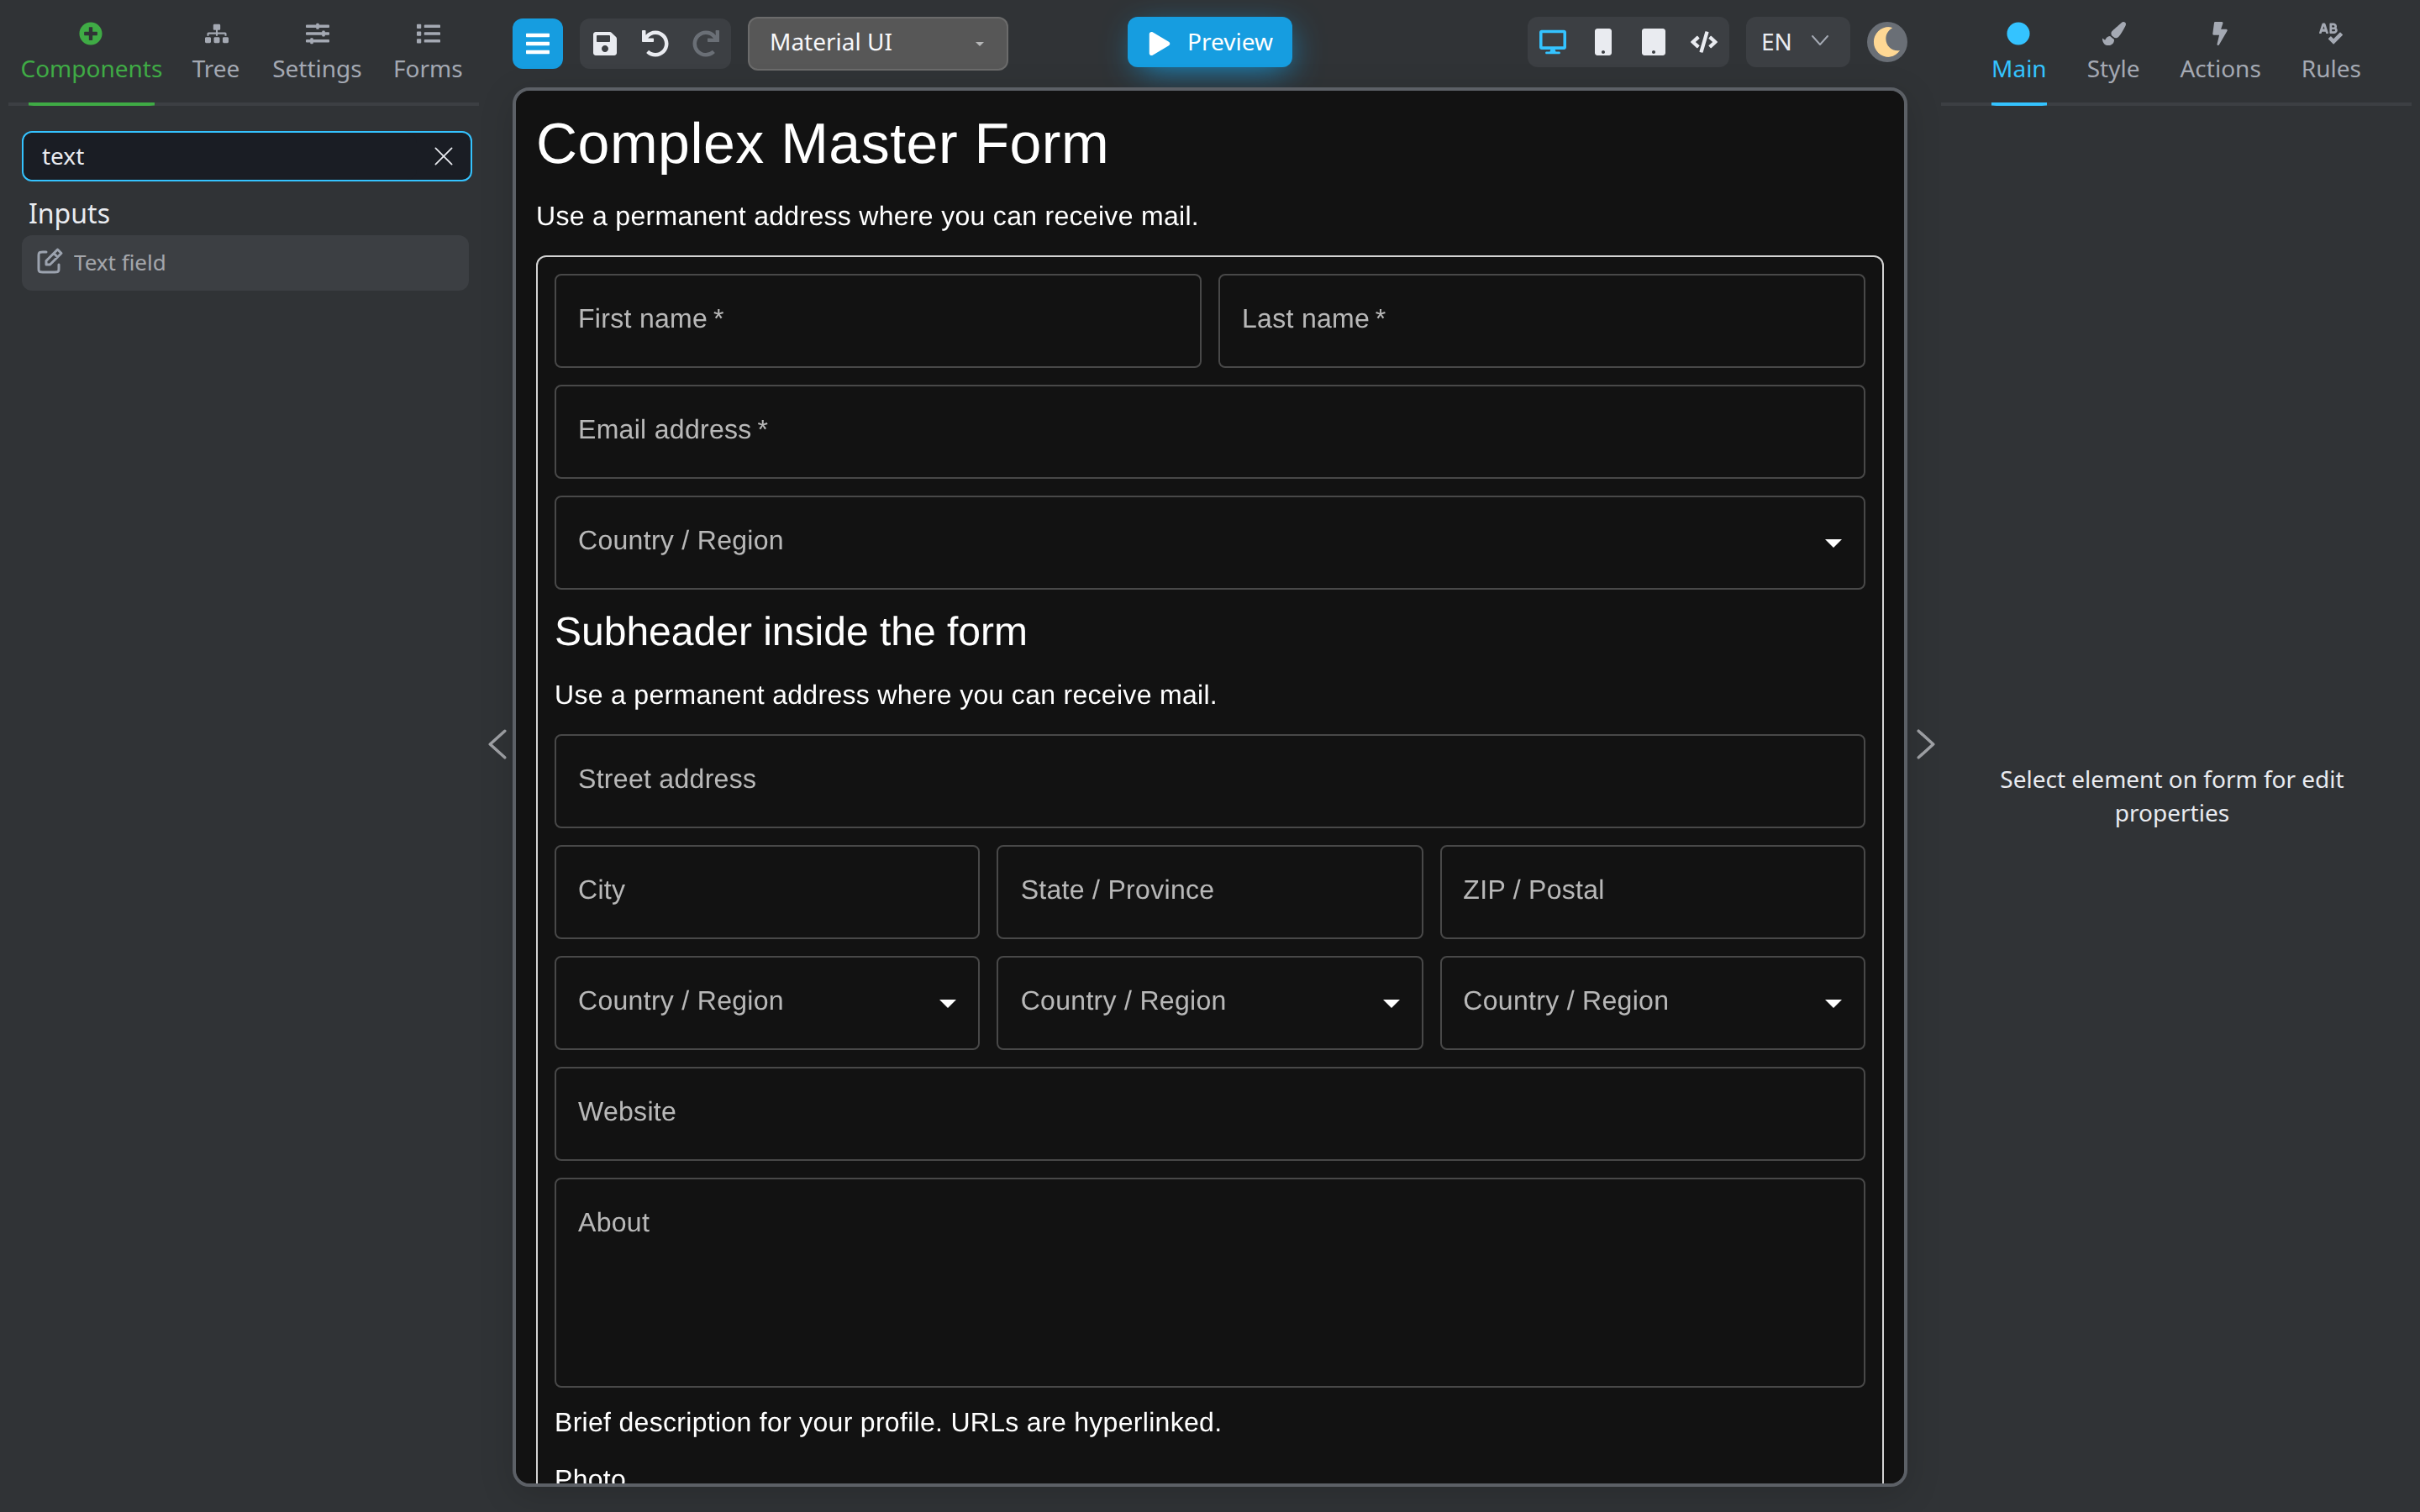 Components
Tree
Settings
Forms
Material UI
Preview
EN
Main
Style
Actions
AB
Rules
text
Inputs
Text field
Complex Master Form
Use a permanent address where you can receive mail.
First name *
Last name *
Email address *
Country / Region
Subheader inside the form
Use a permanent address where you can receive mail.
Street address
City
State / Province
ZIP / Postal
Country / Region
Country / Region
Country / Region
Website
About
Brief description for your profile. URLs are hyperlinked.
Photo
Select element on form for edit
properties